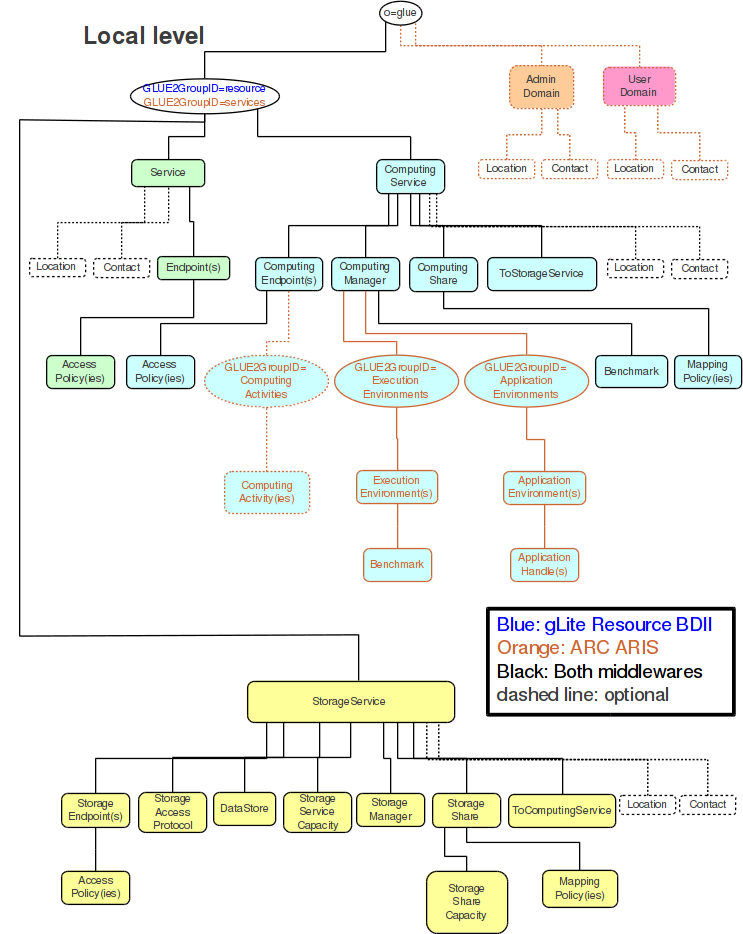 o=glue
Local level
GLUE2GroupID=resource
GLUE2GroupID=services
Admin
Domain
User
Domain
Location
Contact
Location
Contact
Service
Computing
Service
Location
Contact
Endpoint(s)
Computing
Endpoint(s)
Computing
Manager
Computing
Share
ToStorageService
Location
Contact
Access
Policy(ies)
Access
Policy(ies)
GLUE2GroupID=
Computing
Activities
GLUE2GroupID=
Execution
Environments
GLUE2GroupID=
Application
Environments
Benchmark
Mapping
Policy(ies)
Computing
Activity(ies)
Execution
Environment(s)
Application
Environment(s)
Benchmark
Application
Handle(s)
Blue: gLite Resource BDII
Orange: ARC ARIS
Black: Both middlewares
dashed line: optional
StorageService
Storage
Endpoint(s)
Storage
Access
Protocol
DataStore
Storage
Service
Capacity
Storage
Manager
Storage
Share
ToComputingService
Location
Contact
Access
Policy(ies)
Storage
Share
Capacity
Mapping
Policy(ies)